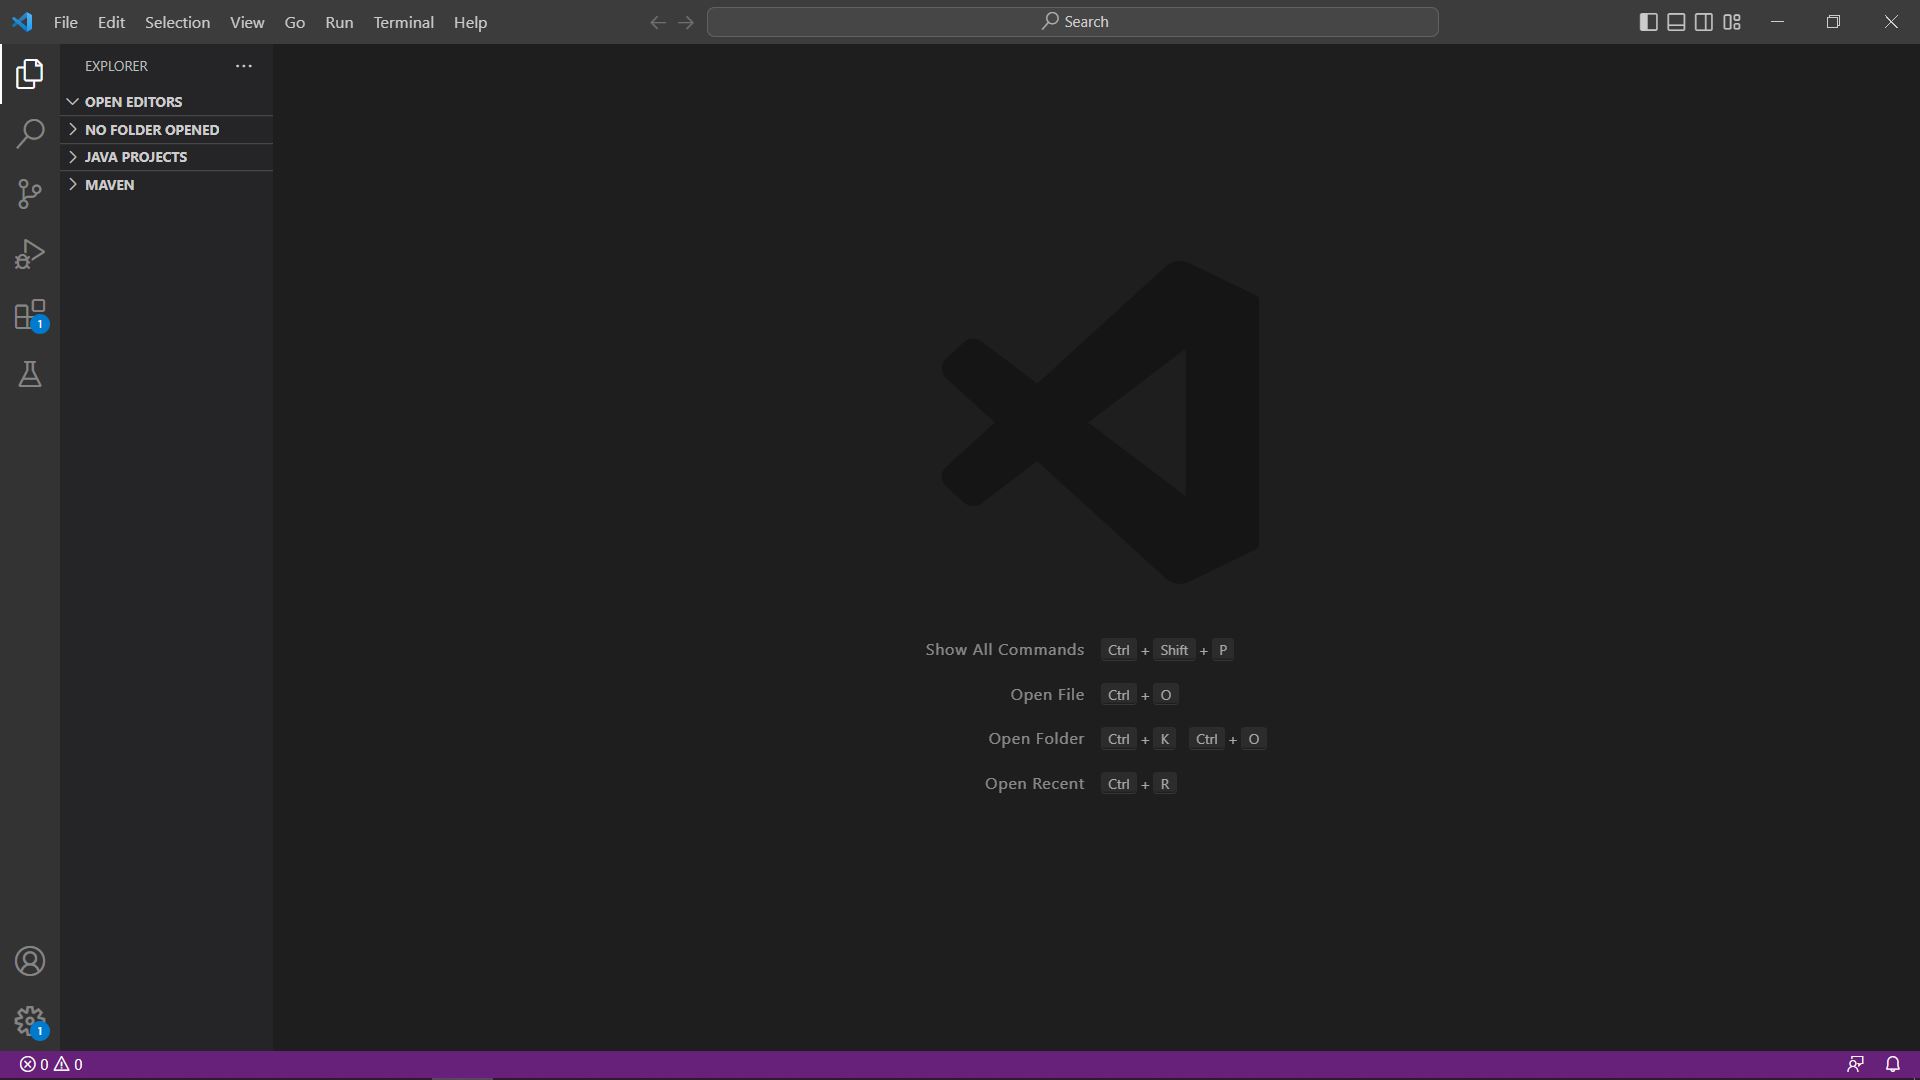 File Edit Selection View Go Run Terminal Help Search
EXPLORER
OPEN EDITORS
NO FOLDER OPENED
JAVA PROJECTS
MAVEN
1
Show All Commands Ctrl + Shift + P
Open File Ctrl + O
Open Folder Ctrl + K Ctrl + O
Open Recent Ctrl + R
1
0 0